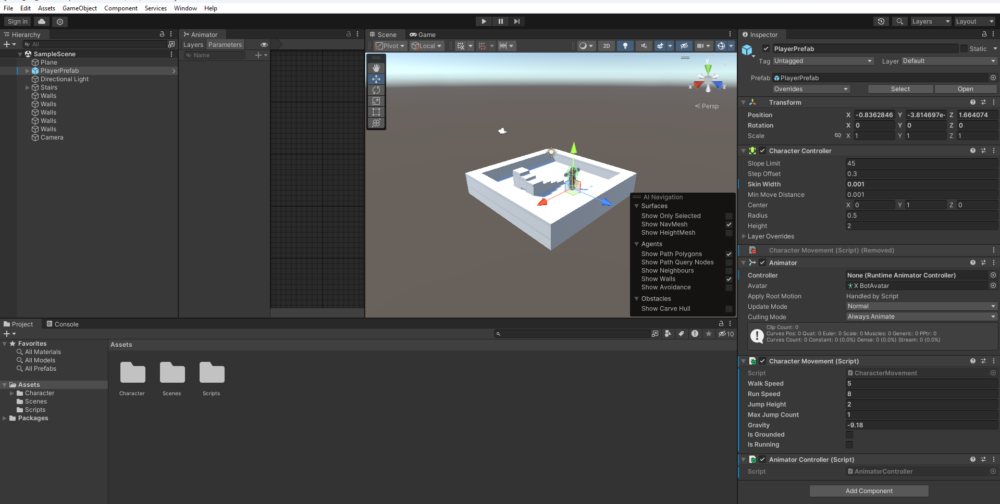 File Edit Assets GameObject Component Services Window Help
Sign in
Layers Layout
Hierarchy
All
SampleScene
Plane
PlayerPrefab
Directional Light
Stairs
Walls
Walls
Walls
Walls
Walls
Camera
Animator
Layers Parameters
Name
Scene Game
Pivot Local 2D
y
x z
Persp
AI Navigation
Surfaces
Show Only Selected
Show NavMesh
Show HeightMesh
Agents
Show Path Polygons
Show Path Query Nodes
Show Neighbours
Show Walls
Show Avoidance
Obstacles
Show Carve Hull
Inspector
PlayerPrefab Static
Tag Untagged Layer Default
Prefab PlayerPrefab
Overrides Select Open
Transform
Position X -0.8362846 Y -3.814697e- Z 1.664074
Rotation X 0 Y 0 Z 0
Scale X 1 Y 1 Z 1
Character Controller
Slope Limit 45
Step Offset 0.3
Skin Width 0.001
Min Move Distance 0.001
Center X 0 Y 1 Z 0
Radius 0.5
Height 2
Layer Overrides
Character Movement (Script) (Removed)
Animator
Controller None (Runtime Animator Controller)
Avatar X BotAvatar
Apply Root Motion Handled by Script
Update Mode Normal
Culling Mode Always Animate
Clip Count: 0
Curves Pos: 0 Quat: 0 Euler: 0 Scale: 0 Muscles: 0 Generic: 0 PPtr: 0
Curves Count: 0 Constant: 0 (0.0%) Dense: 0 (0.0%) Stream: 0 (0.0%)
Character Movement (Script)
Script CharacterMovement
Walk Speed 5
Run Speed 8
Jump Height 2
Max Jump Count 1
Gravity -9.18
Is Grounded
Is Running
Animator Controller (Script)
Script AnimatorController
Add Component
Project Console
10
Favorites
All Materials
All Models
All Prefabs
Assets
Character
Scenes
Scripts
Packages
Assets
Character Scenes Scripts